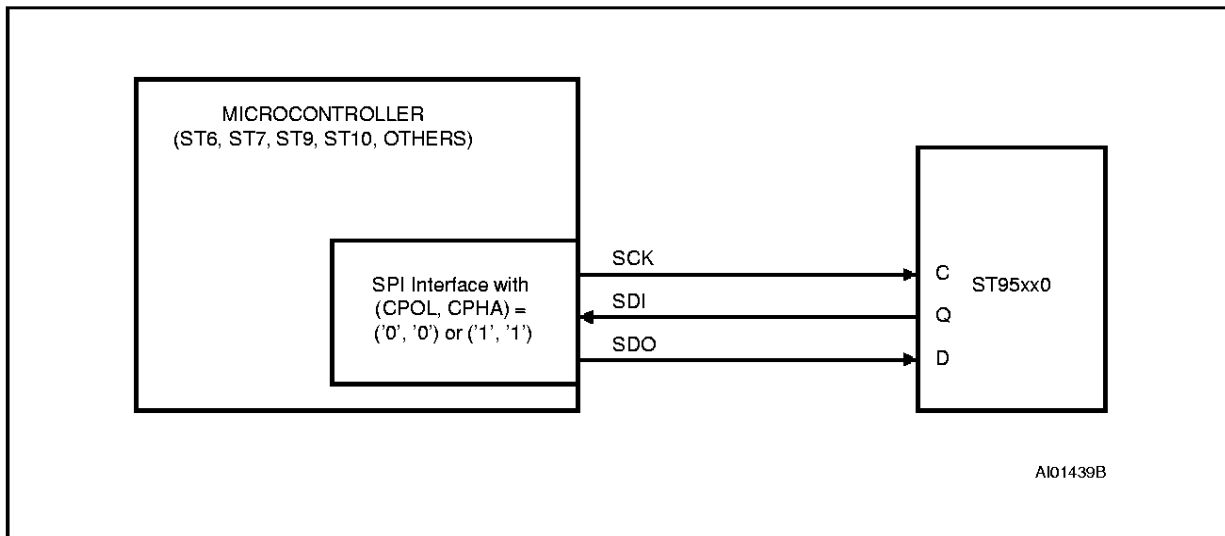 MICROCONTROLLER
(ST6, ST7, ST9, ST10, OTHERS)
SPI Interface with
(CPOL, CPHA) =
('0', '0') or ('1', '1')
SCK
SDI
SDO
C
Q
D
ST95xx0
AI01439B